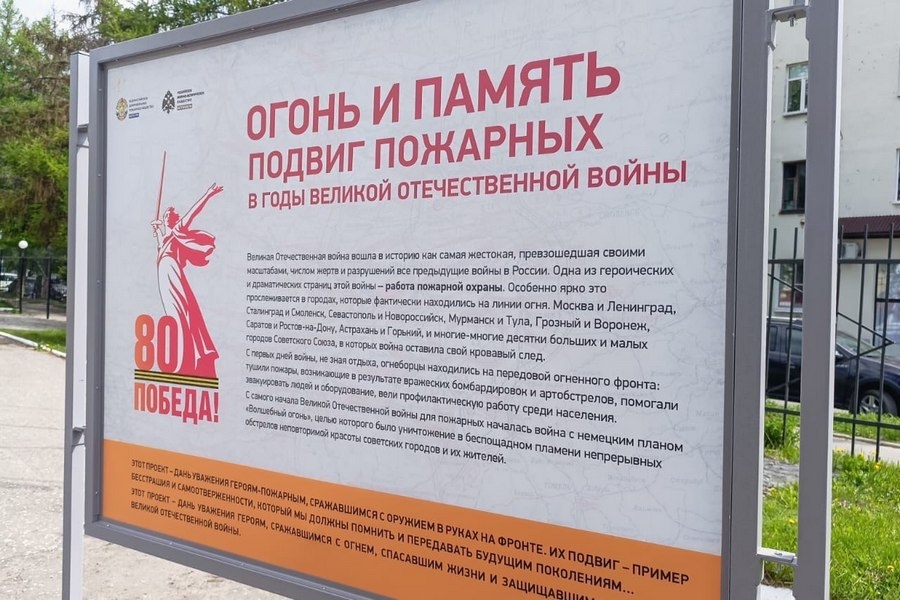 ОГОНЬ И ПАМЯТЬ
ПОДВИГ ПОЖАРНЫХ
В ГОДЫ ВЕЛИКОЙ ОТЕЧЕСТВЕННОЙ ВОЙНЫ
Великая Отечественная война вошла в историю как самая жестокая, превзошедшая своими
масштабами, числом жертв и разрушений все предыдущие войны в России. Одна из героических
и драматических страниц этой войны – работа пожарной охраны. Особенно ярко это
прослеживается в городах, которые фактически находились на линии огня. Москва и Ленинград,
Сталинград и Смоленск, Севастополь и Новороссийск, Мурманск и Тула, Грозный и Воронеж,
Саратов и Ростов-на-Дону, Астрахань и Горький, и многие-многие десятки больших и малых
городов Советского Союза, в которых война оставила свой кровавый след.
С первых дней войны, не зная отдыха, огнеборцы находились на передовой огненного фронта:
тушили пожары, возникающие в результате вражеских бомбардировок и артобстрелов, помогали
эвакуировать людей и оборудование, вели профилактическую работу среди населения.
С самого начала Великой Отечественной войны для пожарных началась война с немецким планом
«Волшебный огонь», целью которого было уничтожение в беспощадном пламени непрерывных
обстрелов неповторимой красоты советских городов и их жителей.
80
ПОБЕДА!
ЭТОТ ПРОЕКТ – ДАНЬ УВАЖЕНИЯ ГЕРОЯМ-ПОЖАРНЫМ, СРАЖАВШИМСЯ С ОРУЖИЕМ В РУКАХ НА ФРОНТЕ. ИХ ПОДВИГ – ПРИМЕР
БЕССТРАШИЯ И САМООТВЕРЖЕННОСТИ, КОТОРЫЙ МЫ ДОЛЖНЫ ПОМНИТЬ И ПЕРЕДАВАТЬ БУДУЩИМ ПОКОЛЕНИЯМ...
ЭТОТ ПРОЕКТ – ДАНЬ УВАЖЕНИЯ ГЕРОЯМ, СРАЖАВШИМСЯ С ОГНЕМ, СПАСАВШИМ ЖИЗНИ И ЗАЩИЩАВШИМ
ВЕЛИКОЙ ОТЕЧЕСТВЕННОЙ ВОЙНЫ.